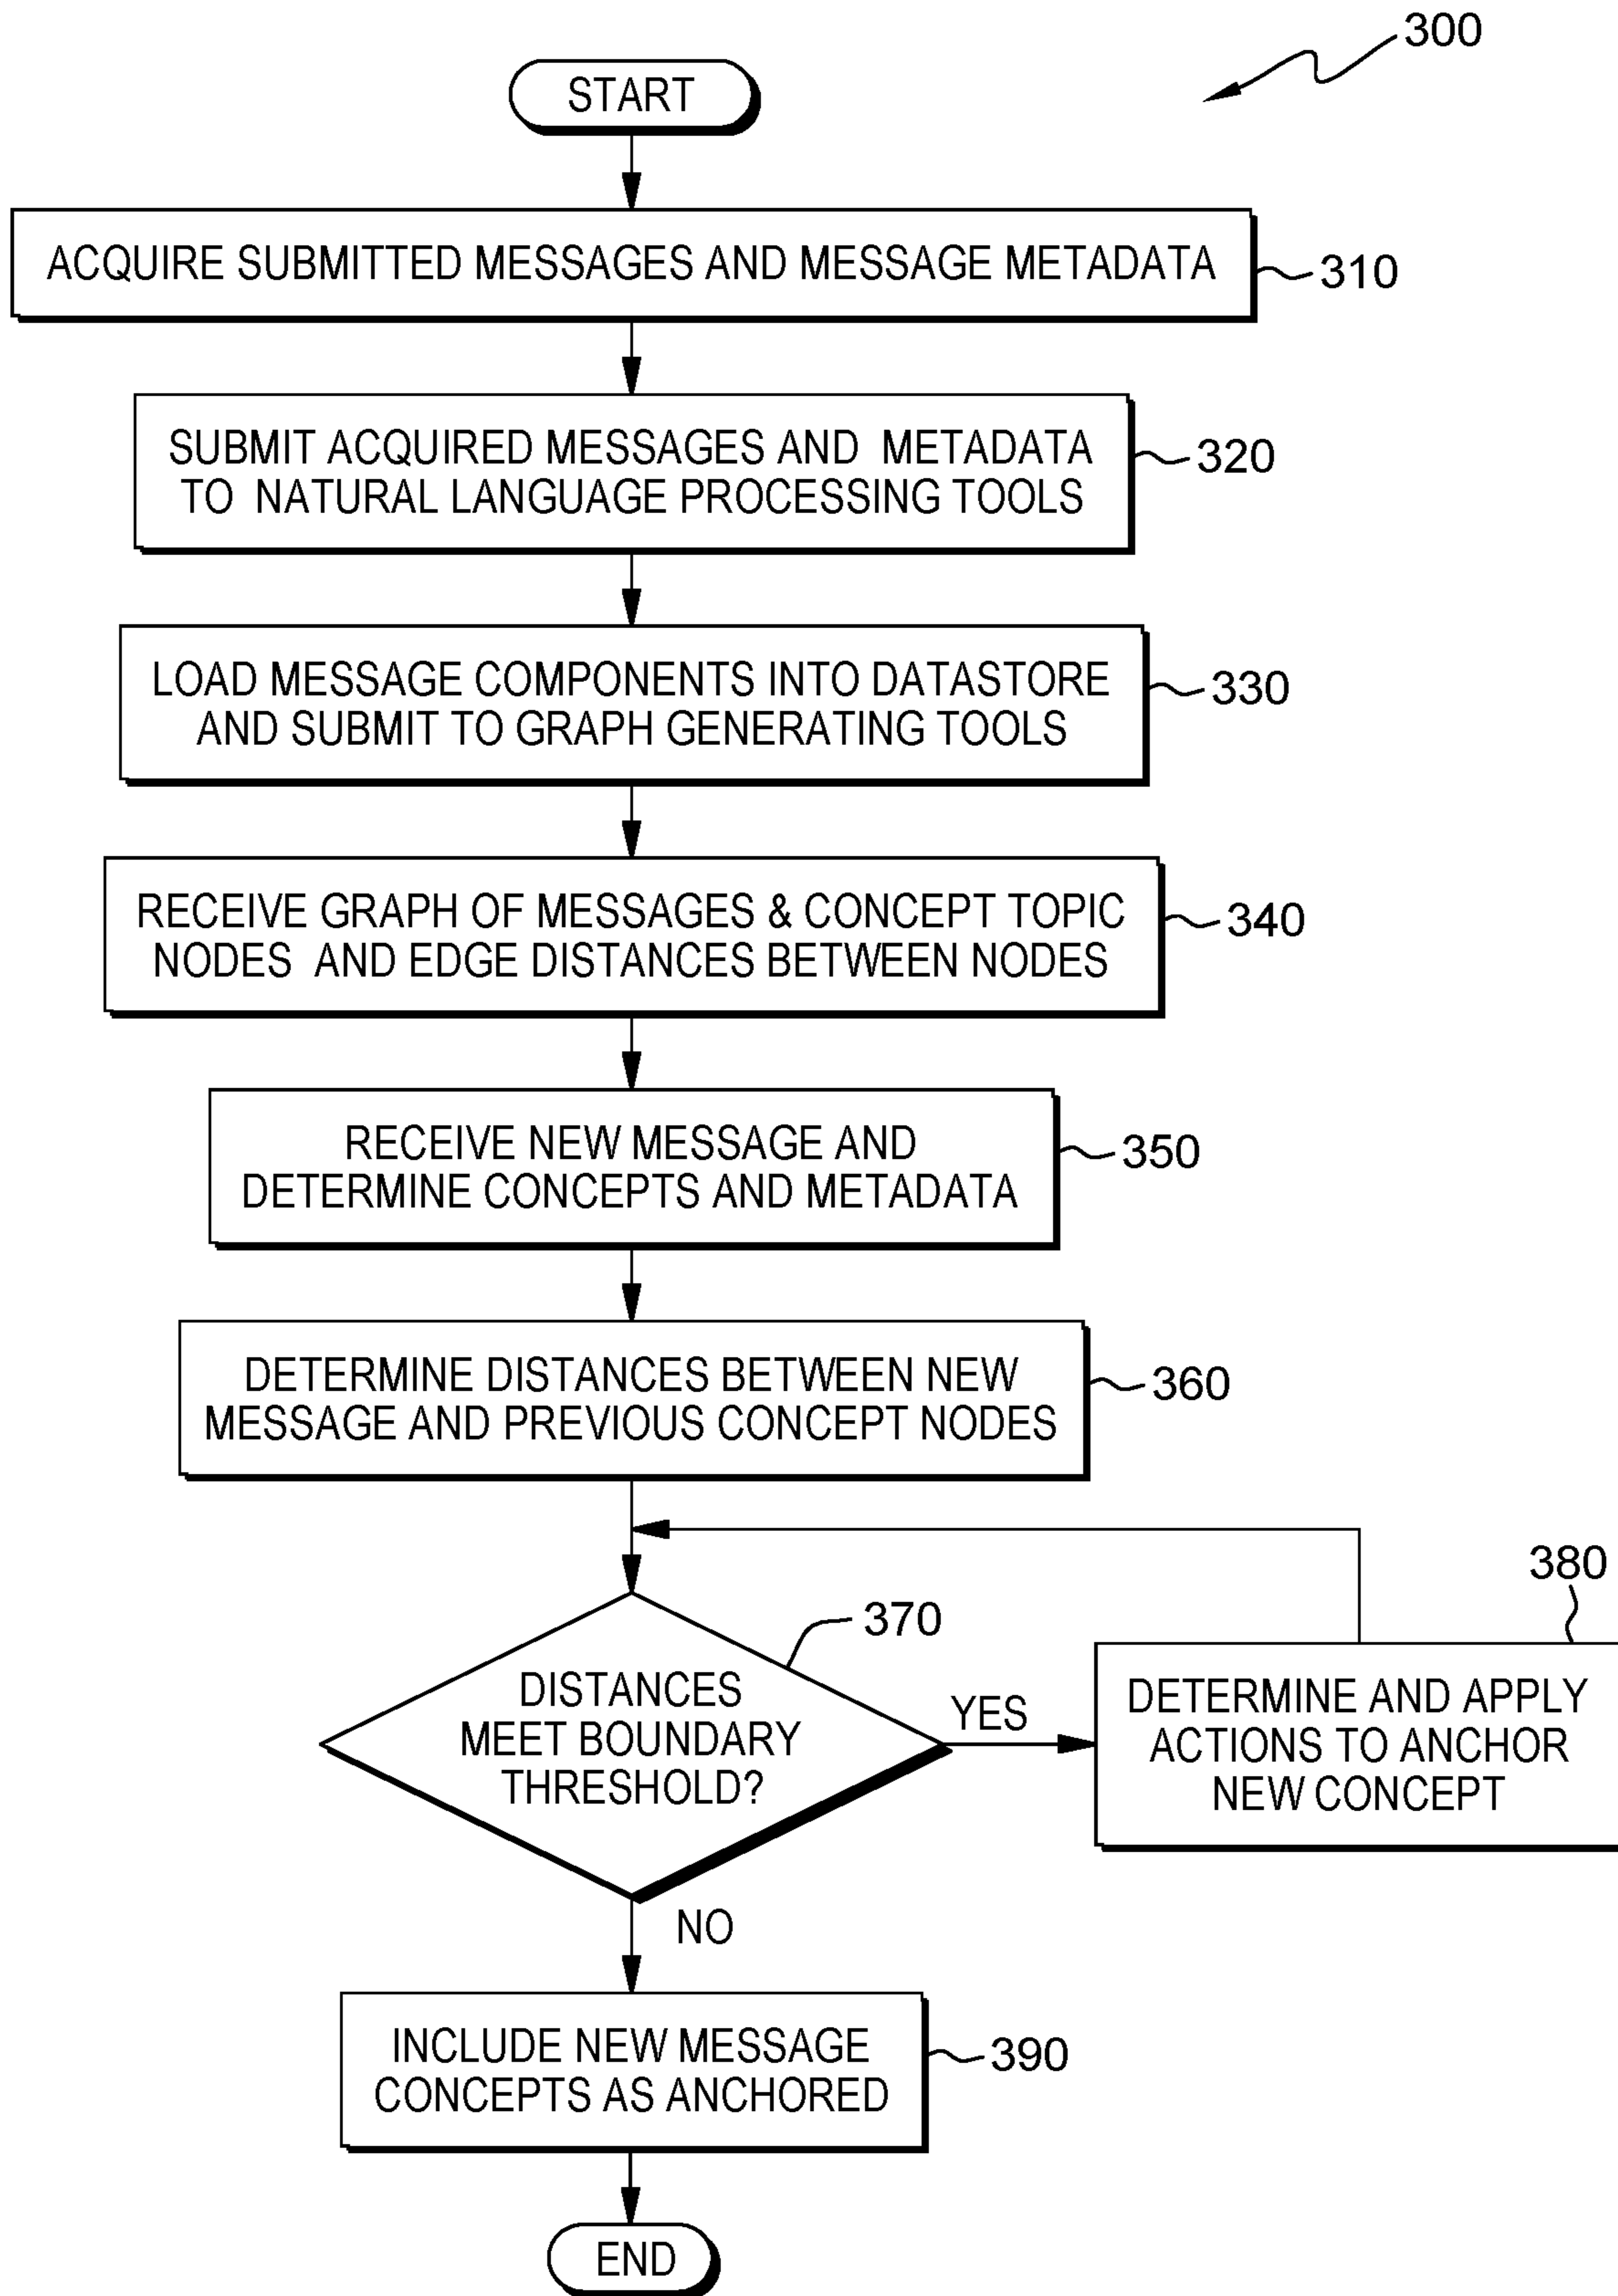 300
START
ACQUIRE SUBMITTED MESSAGES AND MESSAGE METADATA
310
SUBMIT ACQUIRED MESSAGES AND METADATA
TO NATURAL LANGUAGE PROCESSING TOOLS
320
LOAD MESSAGE COMPONENTS INTO DATASTORE
AND SUBMIT TO GRAPH GENERATING TOOLS
330
RECEIVE GRAPH OF MESSAGES & CONCEPT TOPIC
NODES AND EDGE DISTANCES BETWEEN NODES
340
RECEIVE NEW MESSAGE AND
DETERMINE CONCEPTS AND METADATA
350
DETERMINE DISTANCES BETWEEN NEW
MESSAGE AND PREVIOUS CONCEPT NODES
360
DISTANCES
MEET BOUNDARY
THRESHOLD?
370
YES
380
DETERMINE AND APPLY
ACTIONS TO ANCHOR
NEW CONCEPT
NO
INCLUDE NEW MESSAGE
CONCEPTS AS ANCHORED
390
END